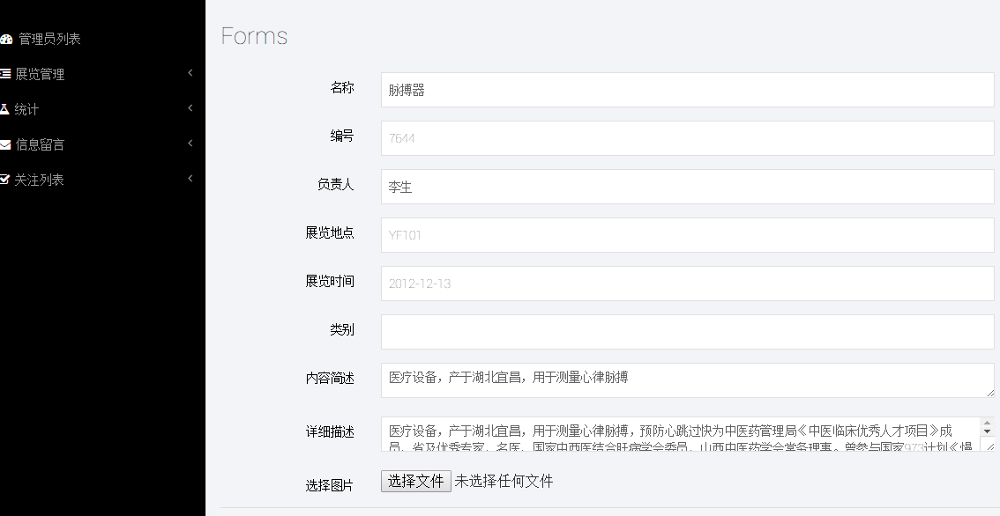 管理员列表
展览管理
统计
信息留言
关注列表
Forms
名称 脉搏器
编号 7644
负责人 李生
展览地点 YF101
展览时间 2012-12-13
类别
内容简述 医疗设备，产于湖北宜昌，用于测量心律脉搏
详细描述 医疗设备，产于湖北宜昌，用于测量心律脉搏，预防心跳过快为中医药管理局《中医临床优秀人才项目》成
员、省及优秀专家、名医、国家中西医结合肝病学会委员、山西中医药学会常务理事。曾参与国家973计划《慢
选择图片 选择文件 未选择任何文件